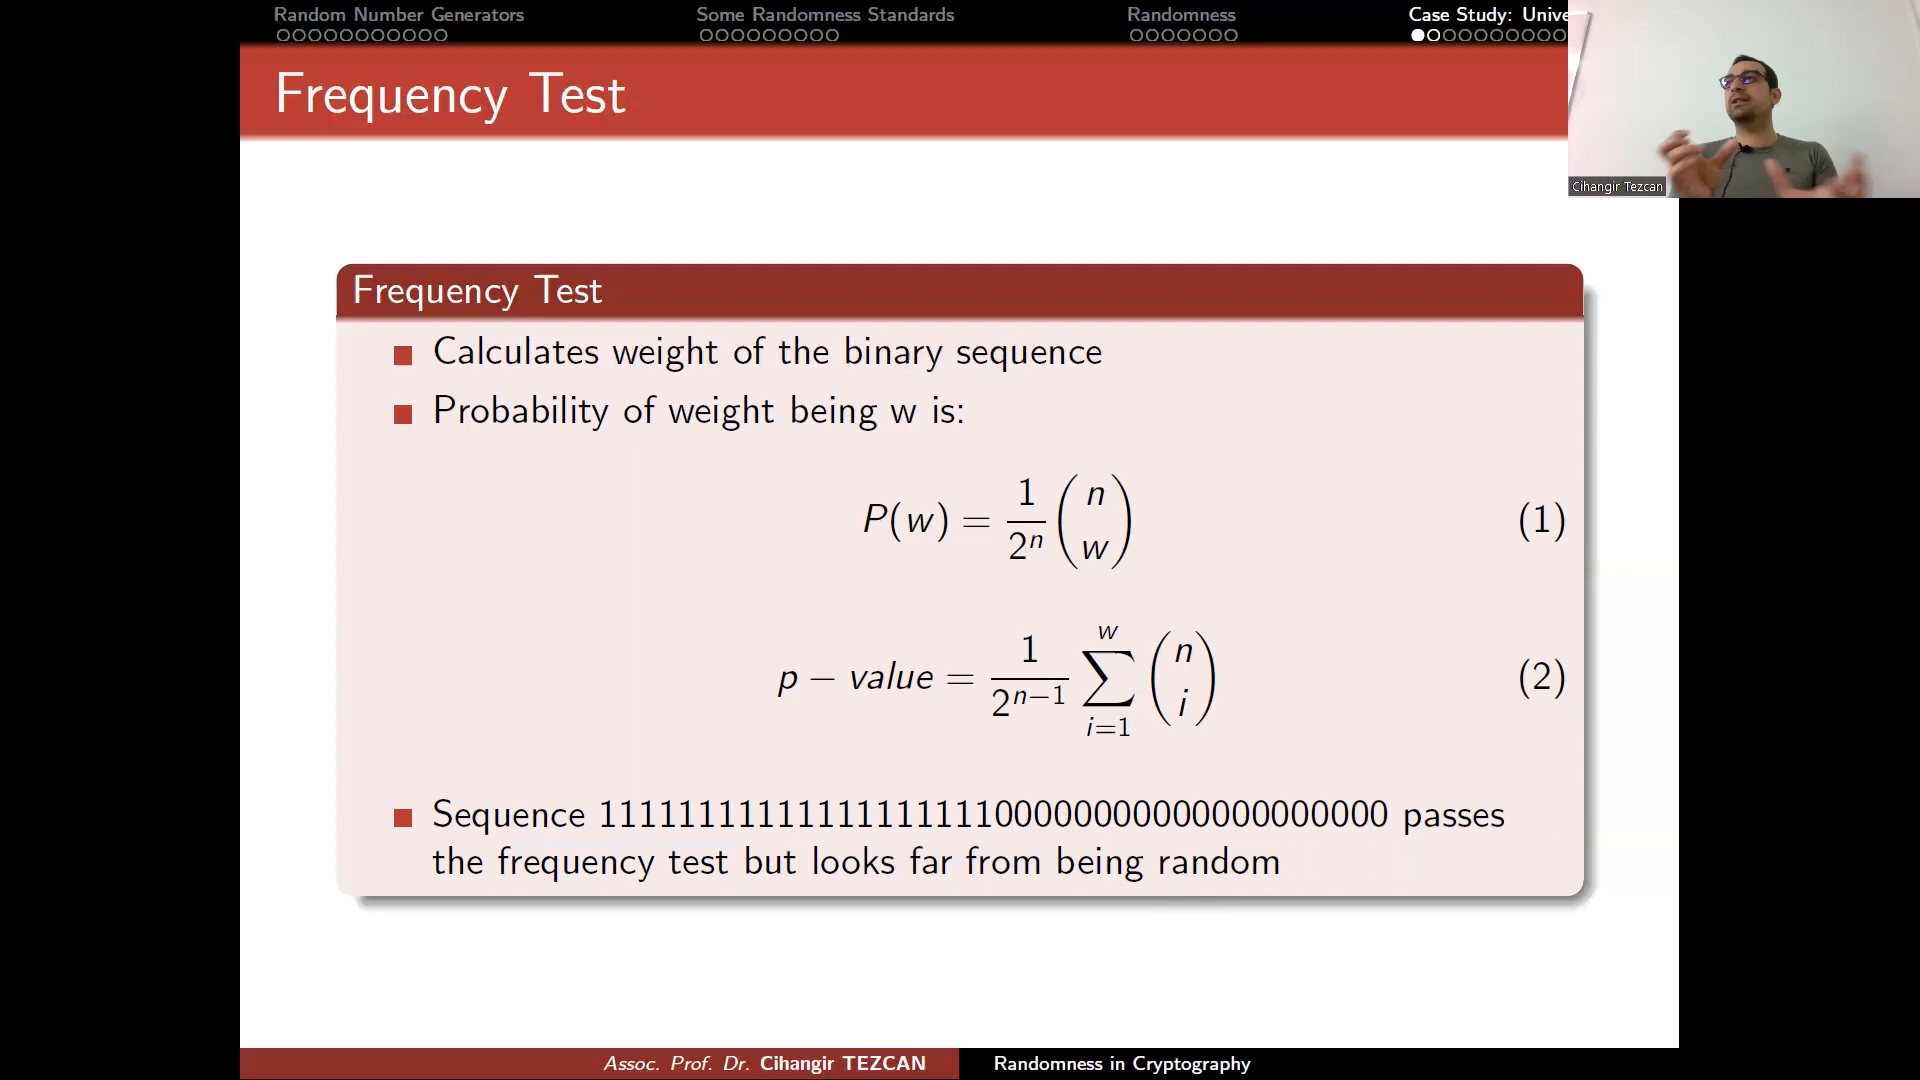 Random Number Generators Some Randomness Standards Randomness Case Study: Unive
Cihangir Tezcan
Frequency Test
Frequency Test
Calculates weight of the binary sequence
Probability of weight being w is:
P(w) = 1/2^n (n w) (1)
p − value = 1/2^{n−1} ∑_{i=1}^{w} (n i) (2)
Sequence 1111111111111111111100000000000000000000 passes
the frequency test but looks far from being random
Assoc. Prof. Dr. Cihangir TEZCAN Randomness in Cryptography